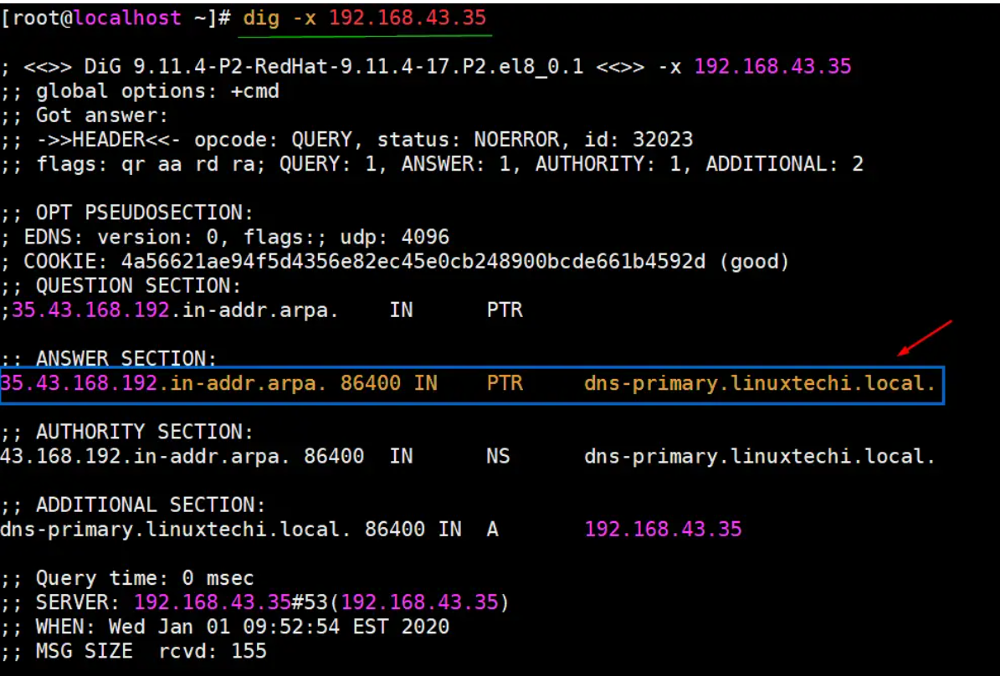 [root@localhost ~]# dig -x 192.168.43.35
; <<>> DiG 9.11.4-P2-RedHat-9.11.4-17.P2.el8_0.1 <<>> -x 192.168.43.35
;; global options: +cmd
;; Got answer:
;; ->>HEADER<<- opcode: QUERY, status: NOERROR, id: 32023
;; flags: qr aa rd ra; QUERY: 1, ANSWER: 1, AUTHORITY: 1, ADDITIONAL: 2
;; OPT PSEUDOSECTION:
; EDNS: version: 0, flags:; udp: 4096
; COOKIE: 4a56621ae94f5d4356e82ec45e0cb248900bcde661b4592d (good)
;; QUESTION SECTION:
;35.43.168.192.in-addr.arpa. IN PTR
;; ANSWER SECTION:
35.43.168.192.in-addr.arpa. 86400 IN PTR dns-primary.linuxtechi.local.
;; AUTHORITY SECTION:
43.168.192.in-addr.arpa. 86400 IN NS dns-primary.linuxtechi.local.
;; ADDITIONAL SECTION:
dns-primary.linuxtechi.local. 86400 IN A 192.168.43.35
;; Query time: 0 msec
;; SERVER: 192.168.43.35#53(192.168.43.35)
;; WHEN: Wed Jan 01 09:52:54 EST 2020
;; MSG SIZE rcvd: 155